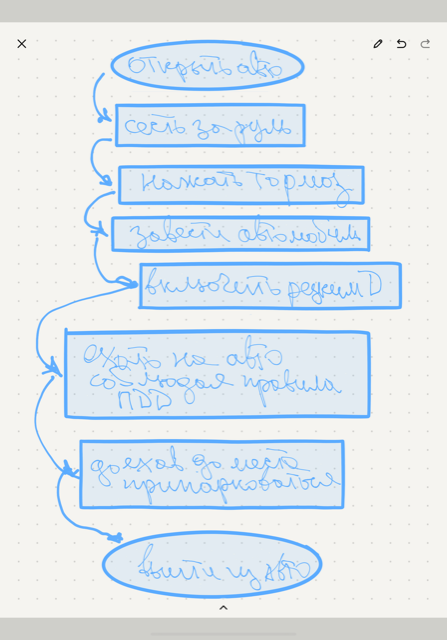 открыть авто
сесть за руль
нажать тормоз
завести автомобиль
включить режим D
ехать на авто
соблюдая правила
ПДД
доехав до места
припарковаться
выйти из авто